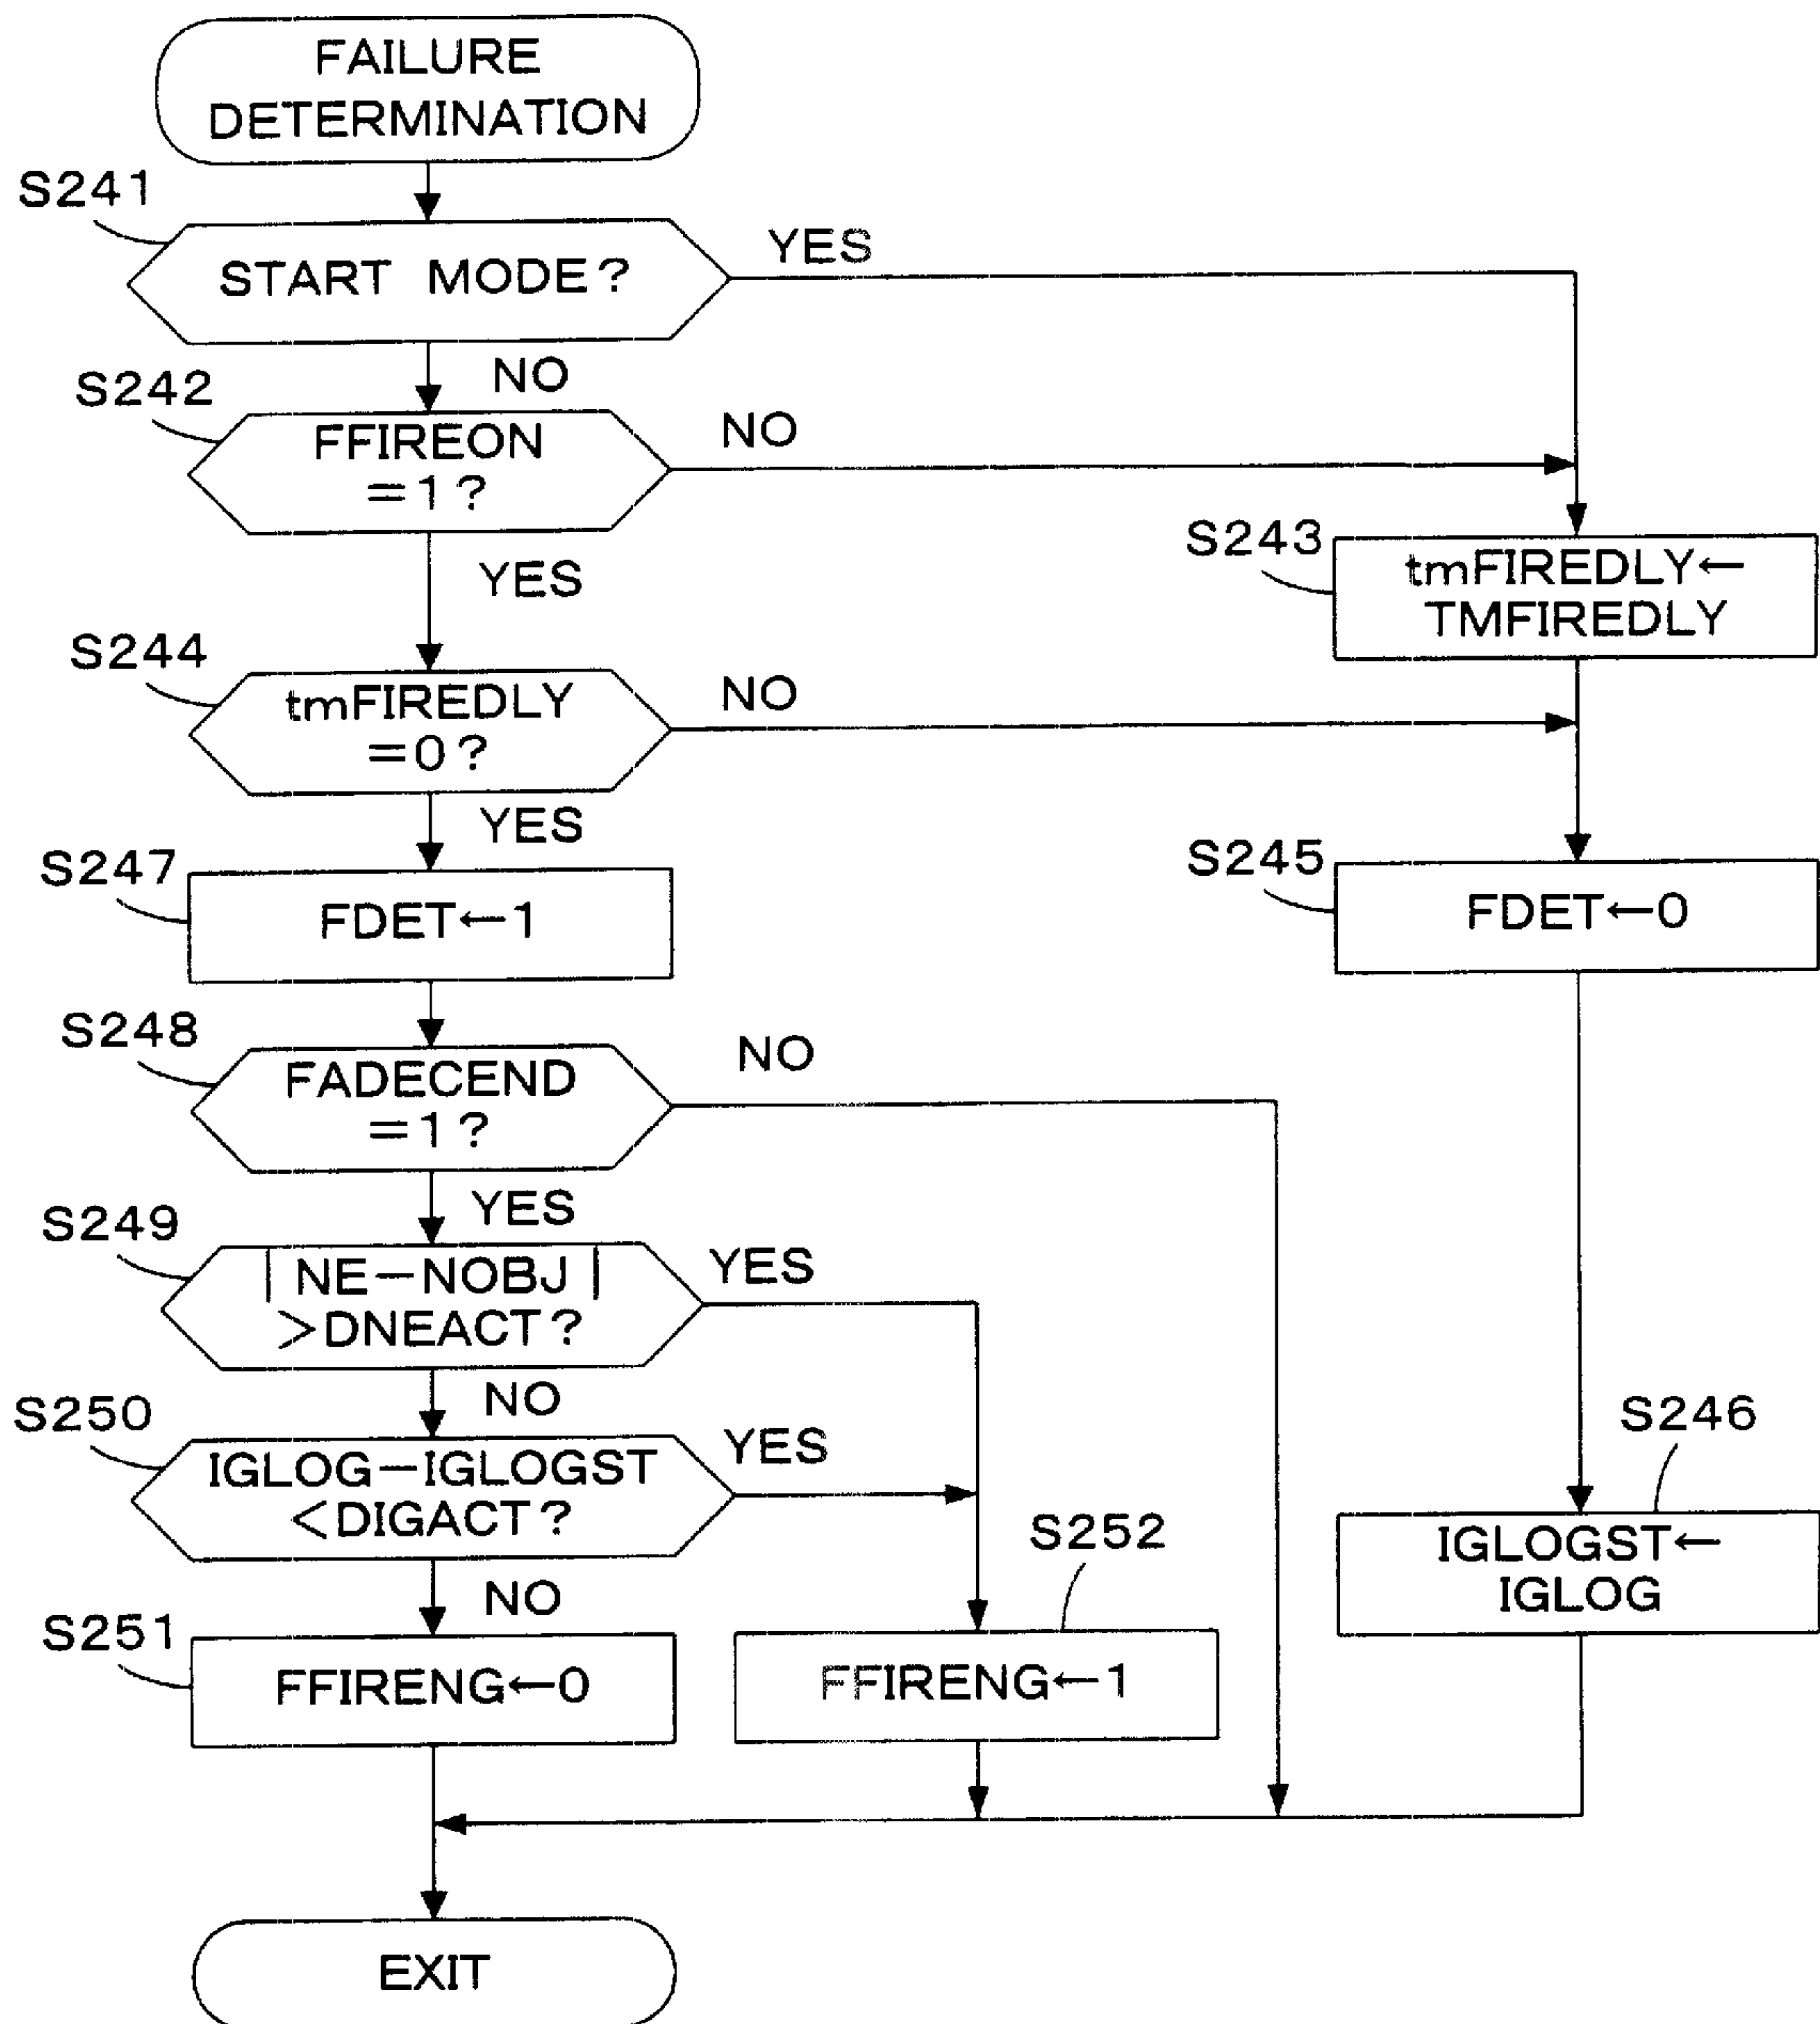 FAILURE
DETERMINATION
S241
START MODE?
YES
NO
S242
FFIREON
=1?
NO
YES
S243
tmFIREDLY←
TMFIREDLY
S244
tmFIREDLY
=0?
NO
YES
S247
FDET←1
S245
FDET←0
S248
FADECEND
=1?
NO
YES
S249
|NE−NOBJ|
>DNEACT?
YES
NO
S250
IGLOG−IGLOGST
<DIGACT?
YES
NO
S246
IGLOGST←
IGLOG
S251
FFIRENG←0
S252
FFIRENG←1
EXIT